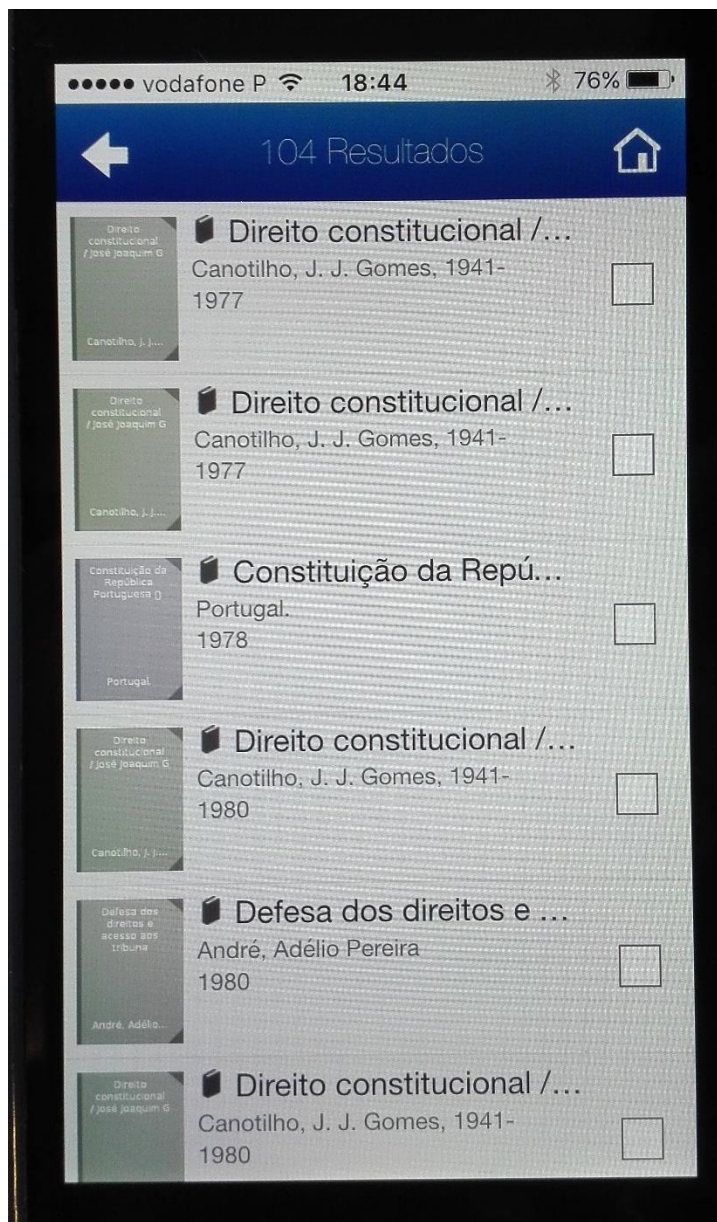 vodafone P 18:44 76%
104 Resultados
Direito
constitucional
/ José Joaquim G
Canotilho, J. J....
Direito constitucional /...
Canotilho, J. J. Gomes, 1941-
1977
Direito
constitucional
/ José Joaquim G
Canotilho, J. J....
Direito constitucional /...
Canotilho, J. J. Gomes, 1941-
1977
Constituição da
República
Portuguesa []
Portugal
Constituição da Repú...
Portugal.
1978
Direito
constitucional
/ José Joaquim G
Canotilho, J. J....
Direito constitucional /...
Canotilho, J. J. Gomes, 1941-
1980
Defesa dos
direitos e
acesso aos
tribuna
André, Adélio...
Defesa dos direitos e ...
André, Adélio Pereira
1980
Direito
constitucional
/ José Joaquim G
Direito constitucional /...
Canotilho, J. J. Gomes, 1941-
1980